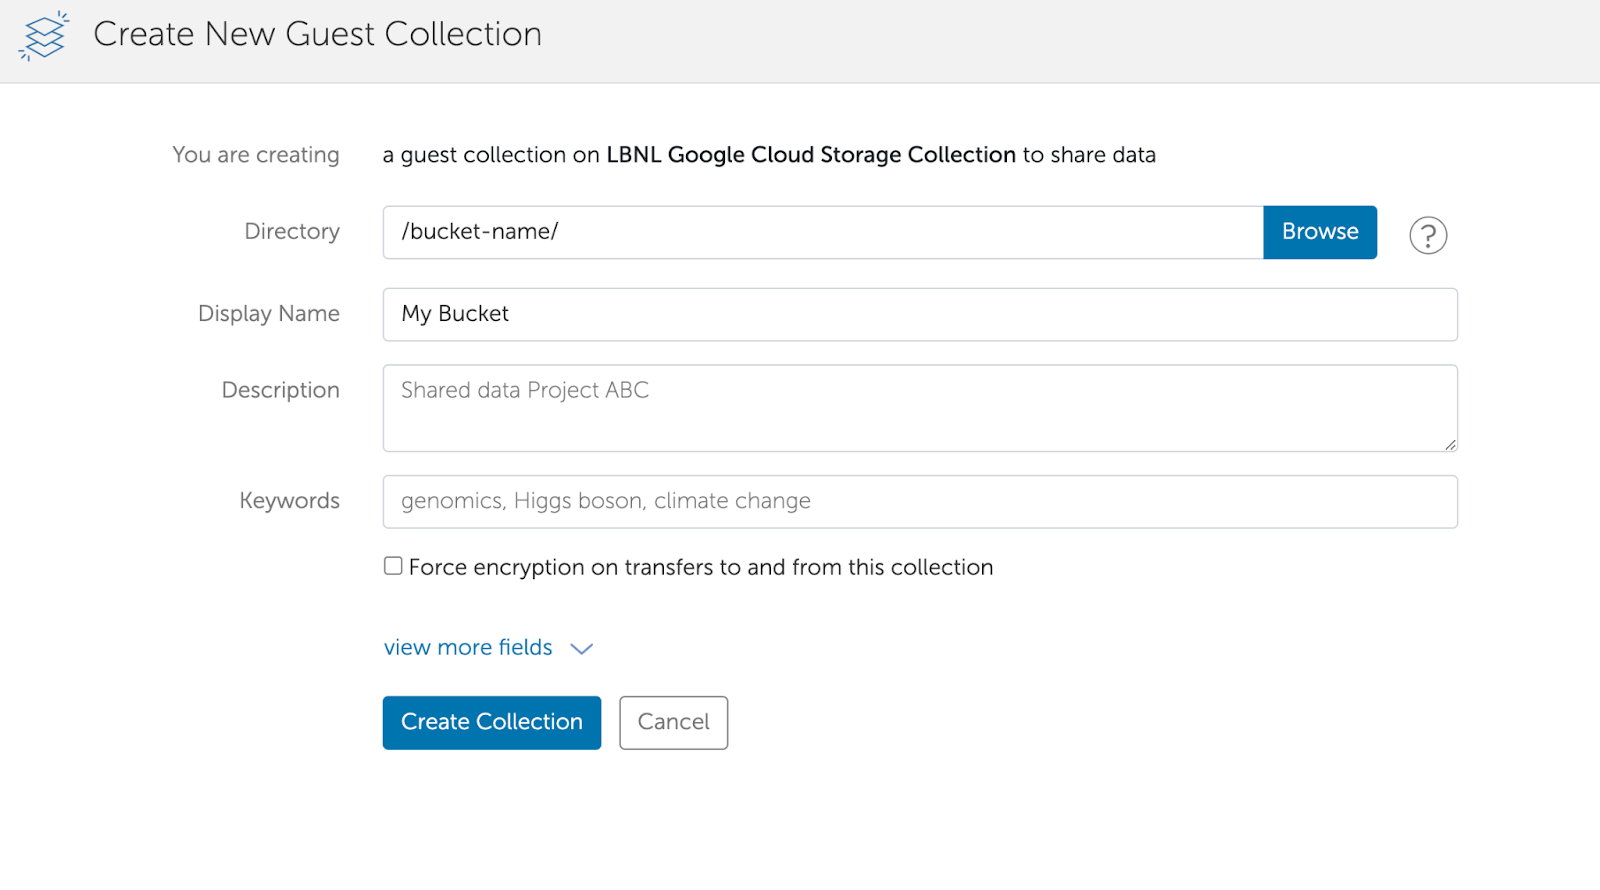 Create New Guest Collection
You are creating a guest collection on LBNL Google Cloud Storage Collection to share data
Directory /bucket-name/ Browse ?
Display Name My Bucket
Description Shared data Project ABC
Keywords genomics, Higgs boson, climate change
Force encryption on transfers to and from this collection
view more fields
Create Collection Cancel